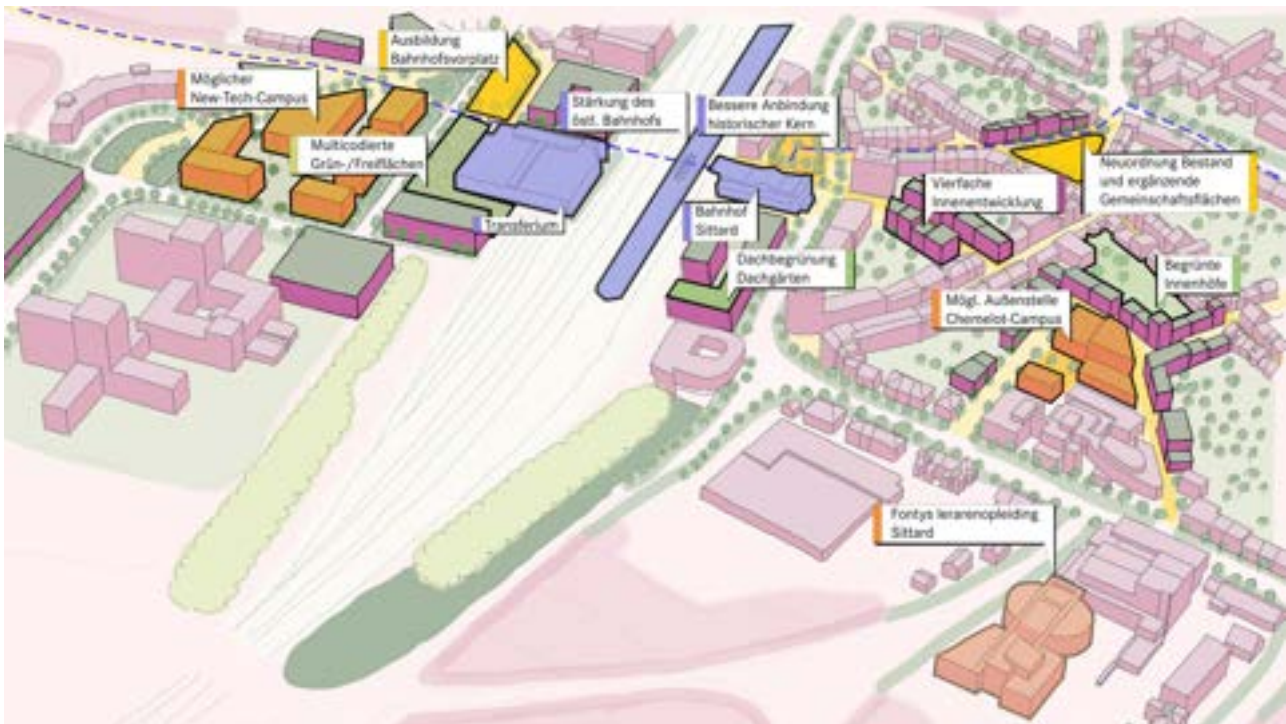 Ausbildung
Bahnhofsvorplatz
Möglicher
New-Tech-Campus
Multicodierte
Grün-/Freiflächen
Stärkung des
östl. Bahnhofs
Bessere Anbindung
historischer Kern
Transferium
Bahnhof
Sittard
Vierfache
Innenentwicklung
Neuordnung Bestand
und ergänzende
Gemeinschaftsflächen
Dachbegrünung
Dachgärten
Begrünte
Innenhöfe
Mögl. Außenstelle
Chemelot-Campus
Fontys lerarenopleiding
Sittard